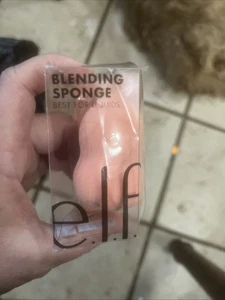 BLENDING
SPONGE
BEST FOR LIQUIDS
e.l.f.